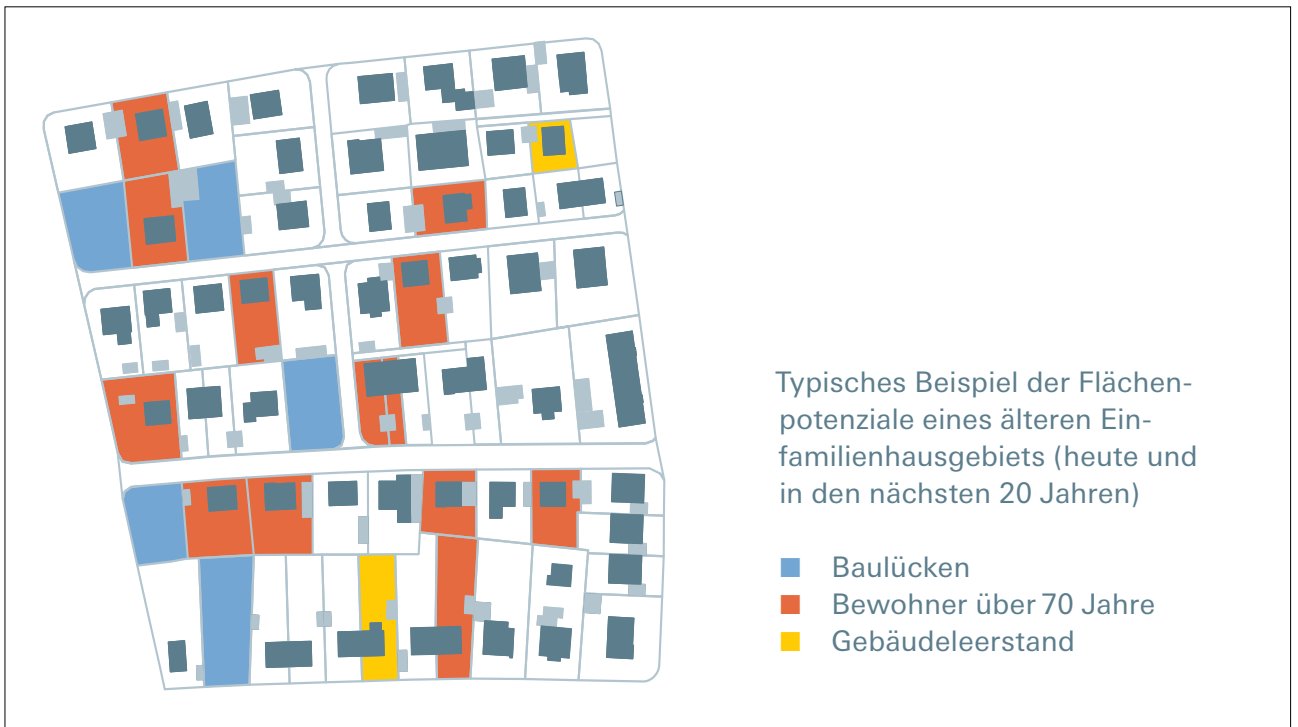 Typisches Beispiel der Flächen-
potenziale eines älteren Ein-
familienhausgebiets (heute und
in den nächsten 20 Jahren)
Baulücken
Bewohner über 70 Jahre
Gebäudeleerstand